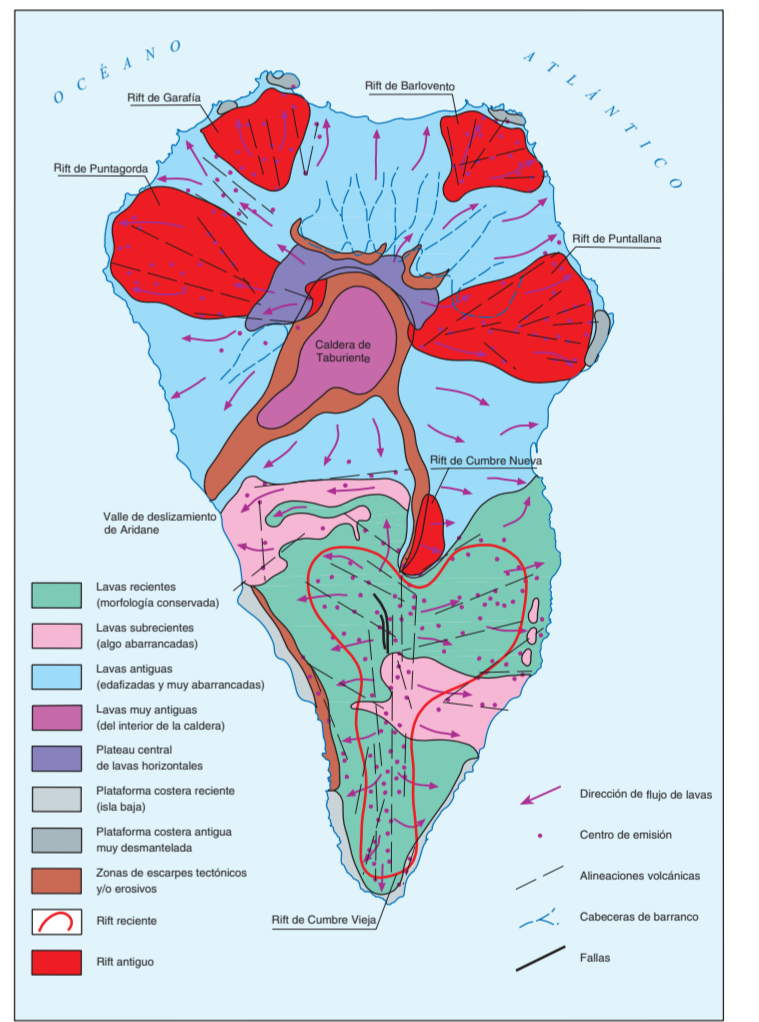 OCÉANO
ATLÁNTICO
Rift de Garafía
Rift de Barlovento
Rift de Puntagorda
Rift de Puntallana
Caldera de
Taburiente
Rift de Cumbre Nueva
Valle de deslizamiento
de Aridane
Lavas recientes
(morfología conservada)
Lavas subrecientes
(algo abarrancadas)
Lavas antiguas
(edafizadas y muy abarrancadas)
Lavas muy antiguas
(del interior de la caldera)
Plateau central
de lavas horizontales
Plataforma costera reciente
(isla baja)
Plataforma costera antigua
muy desmantelada
Zonas de escarpes tectónicos
y/o erosivos
Rift reciente
Rift antiguo
Rift de Cumbre Vieja
Dirección de flujo de lavas
Centro de emisión
Alineaciones volcánicas
Cabeceras de barranco
Fallas